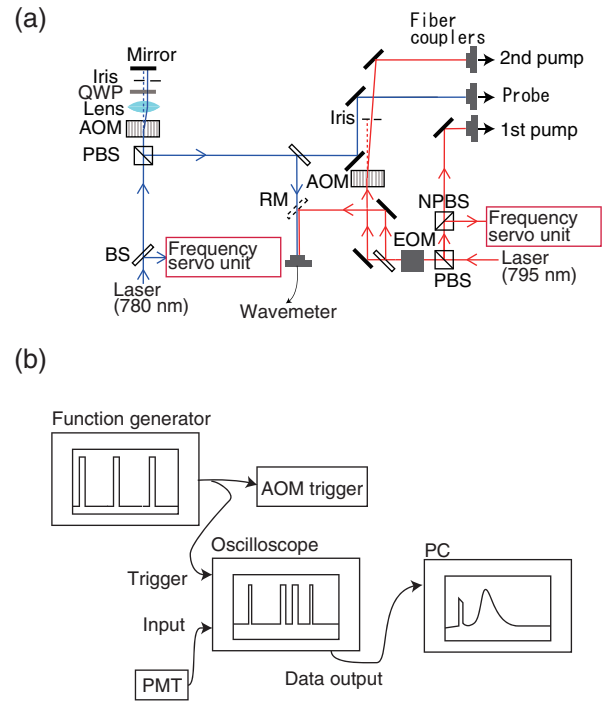 (a)
Fiber
couplers
Mirror
Iris
QWP
Lens
AOM
PBS
2nd pump
Probe
1st pump
Iris
AOM
RM
NPBS
EOM
Frequency
servo unit
BS
Frequency
servo unit
Laser
(780 nm)
Laser
(795 nm)
PBS
Wavemeter
(b)
Function generator
AOM trigger
Oscilloscope
PC
Trigger
Input
PMT
Data output